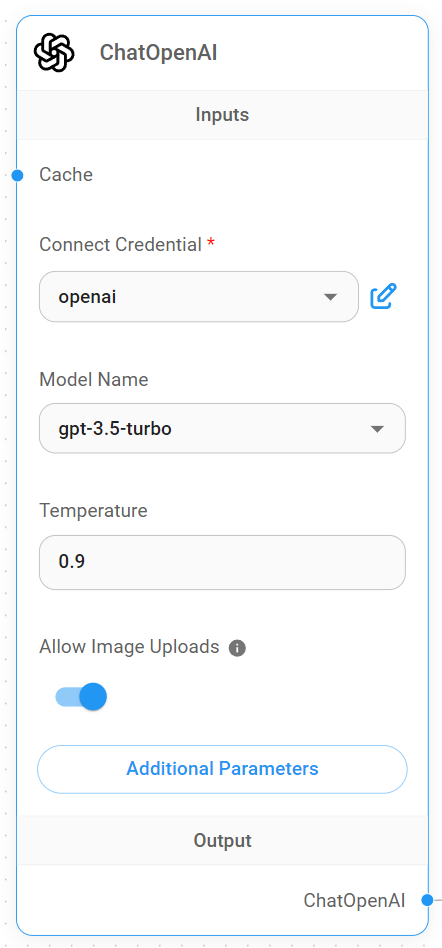 ChatOpenAI
Inputs
Cache
Connect Credential *
openai
Model Name
gpt-3.5-turbo
Temperature
0.9
Allow Image Uploads
Additional Parameters
Output
ChatOpenAI